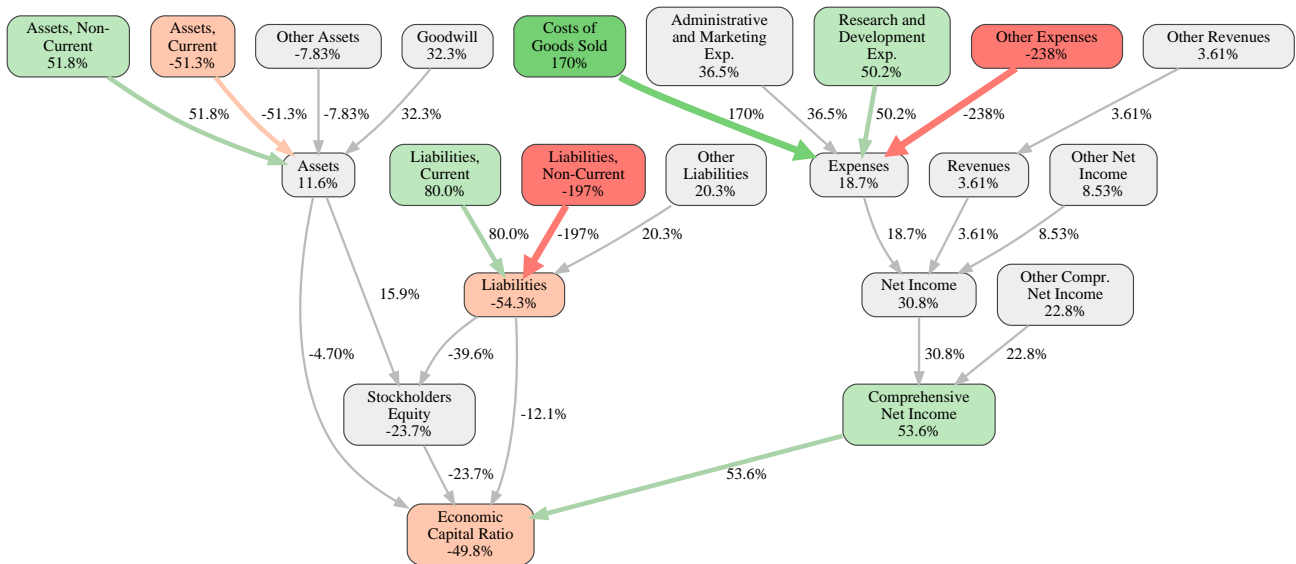 Assets, Non-
Current
51.8%
Assets,
Current
-51.3%
Other Assets
-7.83%
Goodwill
32.3%
Costs of
Goods Sold
170%
Administrative
and Marketing
Exp.
36.5%
Research and
Development
Exp.
50.2%
Other Expenses
-238%
Other Revenues
3.61%
51.8%
-51.3%
-7.83%
32.3%
170%
36.5%
50.2%
-238%
3.61%
Assets
11.6%
Liabilities,
Current
80.0%
Liabilities,
Non-Current
-197%
Other
Liabilities
20.3%
Expenses
18.7%
Revenues
3.61%
Other Net
Income
8.53%
80.0%
-197%
20.3%
18.7%
3.61%
8.53%
Liabilities
-54.3%
Net Income
30.8%
Other Compr.
Net Income
22.8%
15.9%
-4.70%
-39.6%
-12.1%
30.8%
22.8%
Stockholders
Equity
-23.7%
Comprehensive
Net Income
53.6%
-23.7%
53.6%
Economic
Capital Ratio
-49.8%